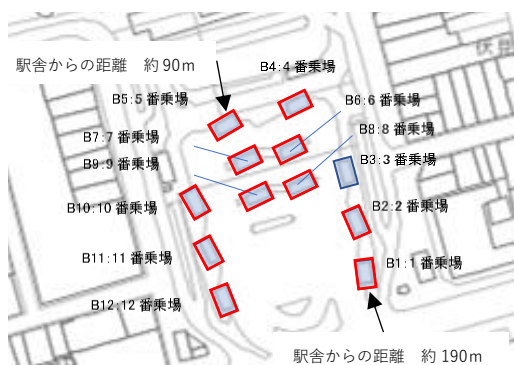 B4:4 番乗場
駅舎からの距離　約90m
B5:5 番乗場
B6:6 番乗場
B7:7 番乗場
B8:8 番乗場
B9:9 番乗場
B3:3 番乗場
B10:10 番乗場
B2:2 番乗場
B11:11 番乗場
B1:1 番乗場
B12:12 番乗場
駅舎からの距離　約 190m